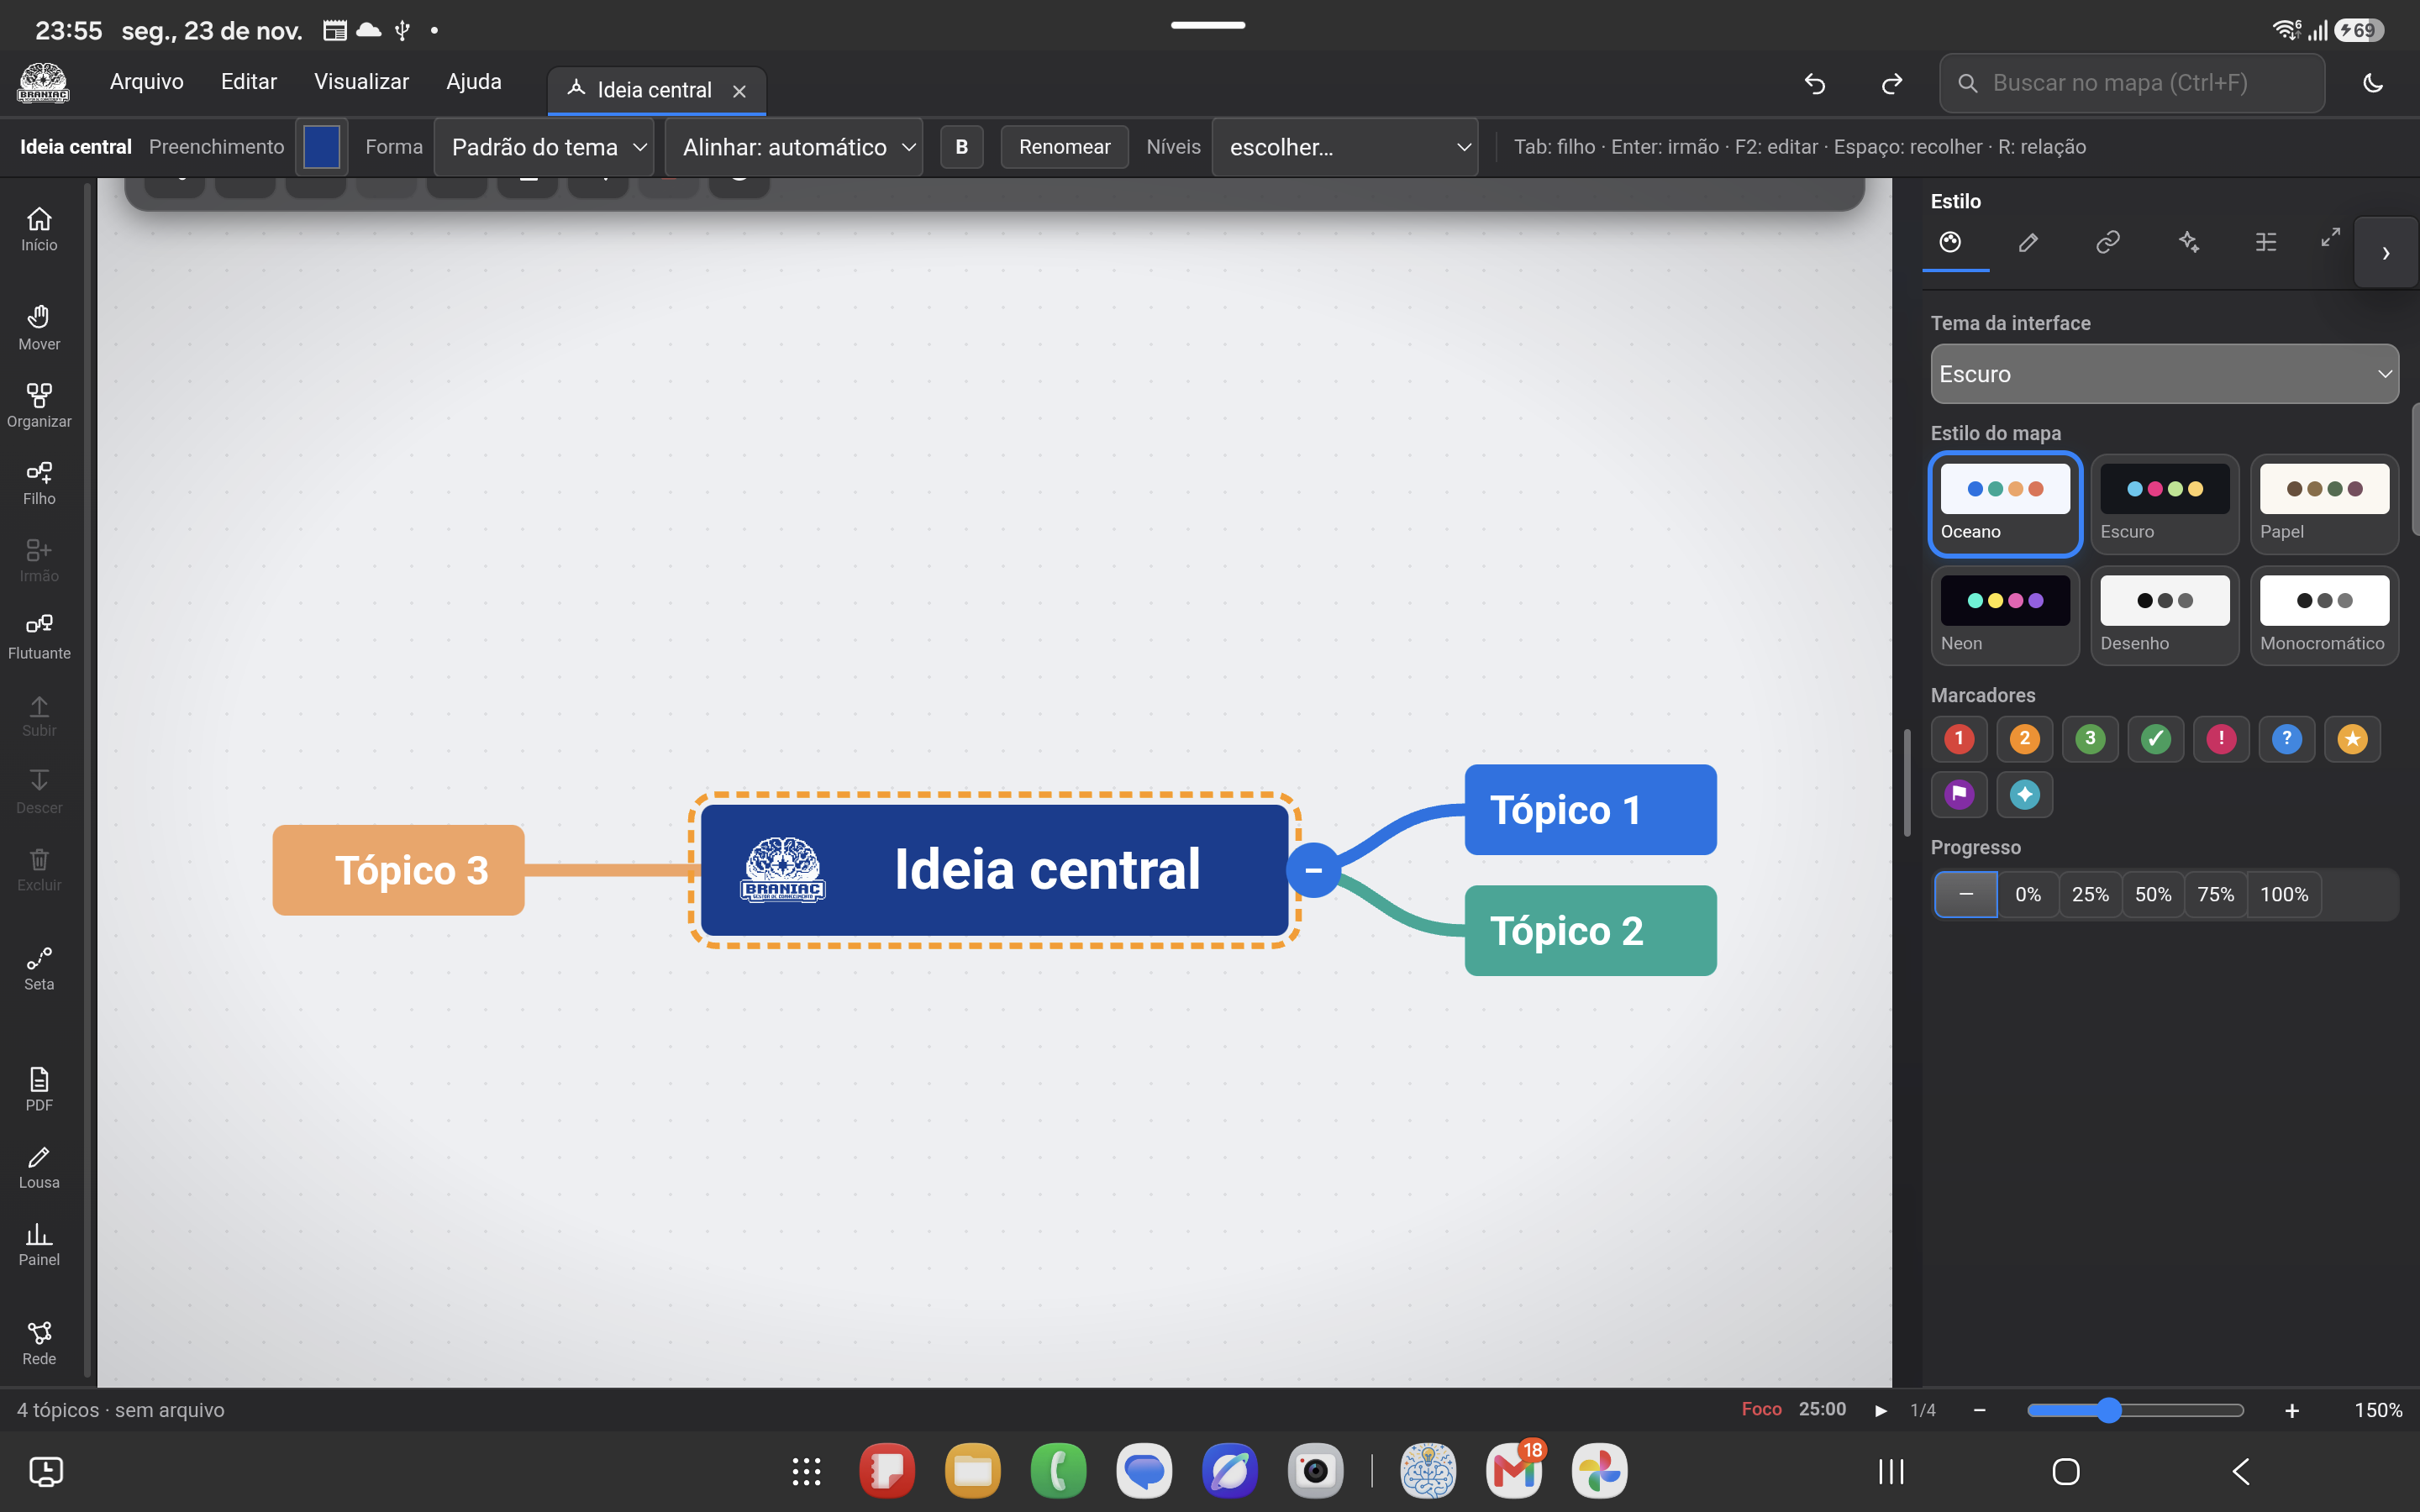 23:55 seg., 23 de nov.
6
69
BRANIAC
Arquivo Editar Visualizar Ajuda
Ideia central
Buscar no mapa (Ctrl+F)
Ideia central Preenchimento Forma Padrão do tema Alinhar: automático B Renomear Níveis escolher... Tab: filho · Enter: irmão · F2: editar · Espaço: recolher · R: relação
Início
Mover
Organizar
Filho
Irmão
Flutuante
Subir
Descer
Excluir
Seta
PDF
Lousa
Painel
Rede
Tópico 3
BRANIAC
Ideia central
Tópico 1
Tópico 2
Estilo
Tema da interface
Escuro
Estilo do mapa
Oceano Escuro Papel
Neon Desenho Monocromático
Marcadores
1 2 3 ✓ ! ? ★
Progresso
— 0% 25% 50% 75% 100%
4 tópicos · sem arquivo
Foco 25:00 1/4 − + 150%
18